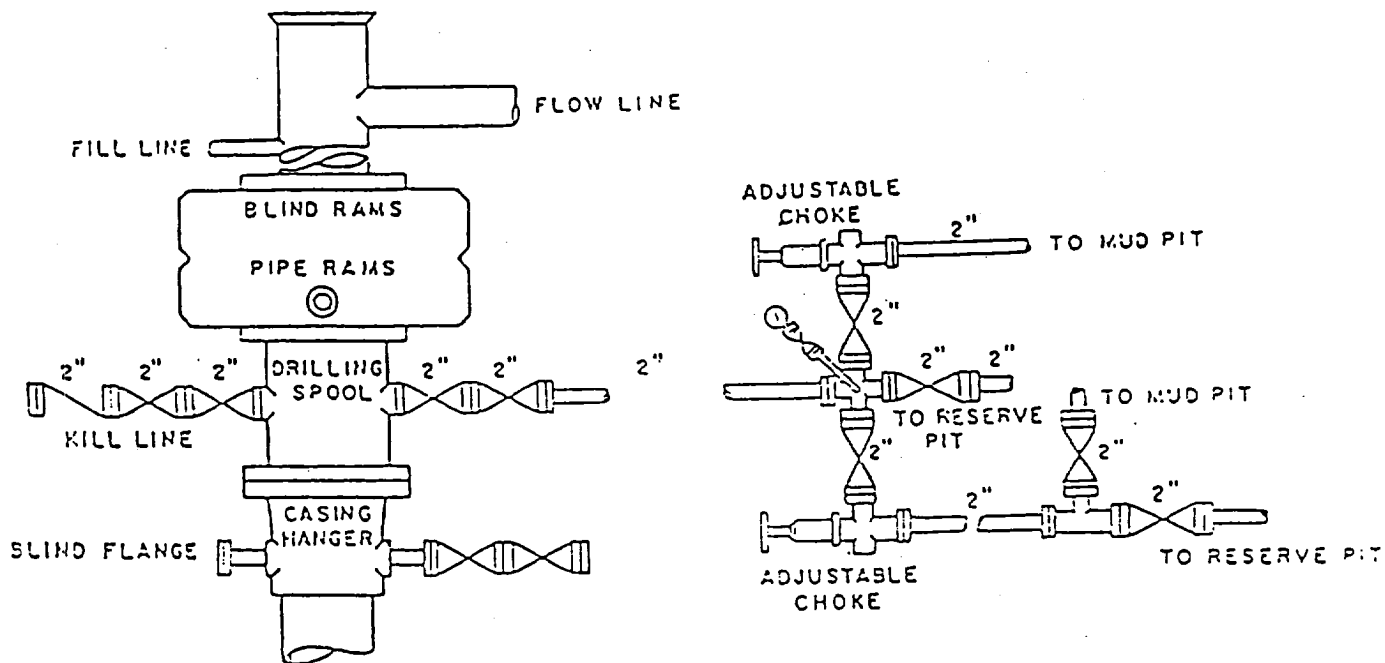 FLOW LINE
FILL LINE
BLIND RAMS
PIPE RAMS
2" 2" 2"
DRILLING
SPOOL
2" 2" 2"
KILL LINE
CASING
HANGER
BLIND FLANGE
ADJUSTABLE
CHOKE
2"
TO MUD PIT
2"
2" 2"
TO RESERVE
PIT
TO MUD PIT
2"
2"
2"
2"
TO RESERVE PIT
ADJUSTABLE
CHOKE